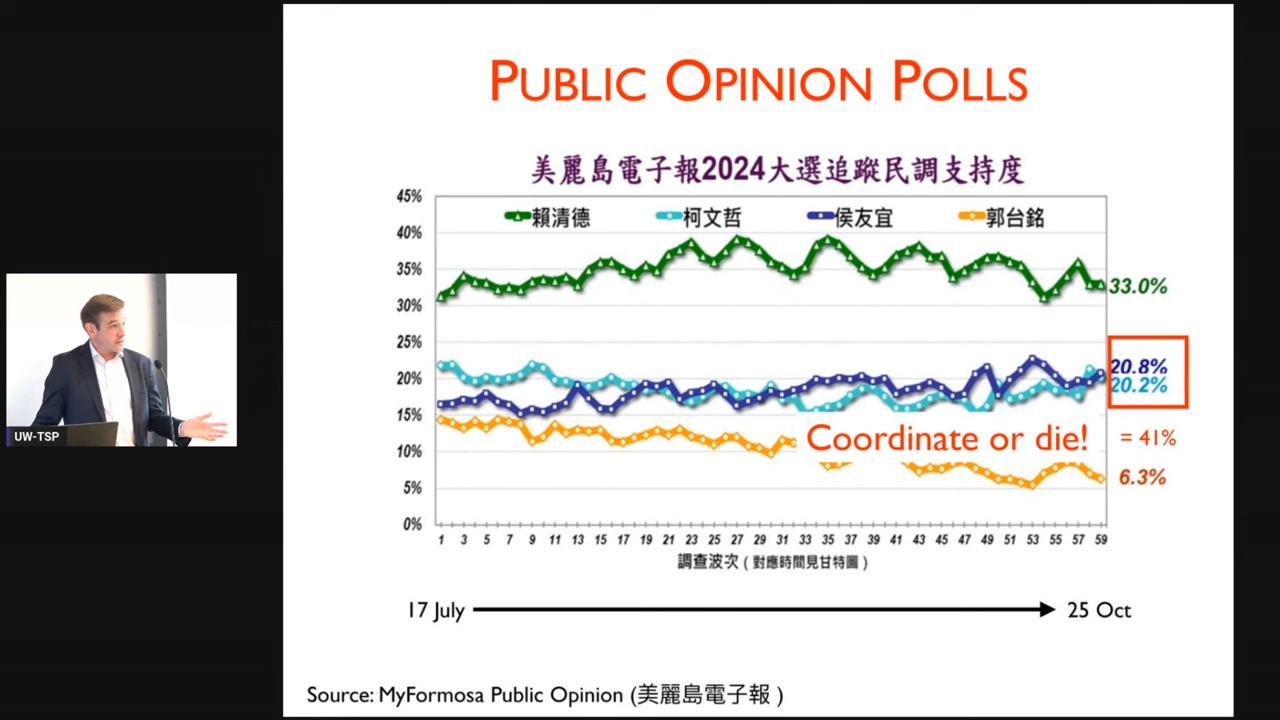 PUBLIC OPINION POLLS
美麗島電子報2024大選追蹤民調支持度
賴清德 柯文哲 侯友宜 郭台銘
45%
40%
35%
30%
25%
20%
15%
10%
5%
0%
33.0%
20.8%
20.2%
Coordinate or die!
= 41%
6.3%
1 3 5 7 9 11 13 15 17 19 21 23 25 27 29 31 33 35 37 39 41 43 45 47 49 51 53 55 57 59
調查波次 ( 對應時間見甘特圖 )
17 July
25 Oct
Source: MyFormosa Public Opinion (美麗島電子報 )
UW-TSP